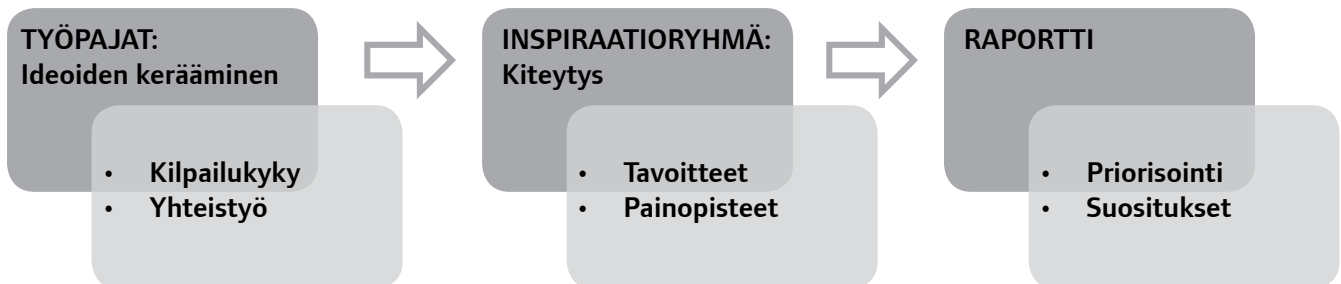 TYÖPAJAT:
Ideoiden kerääminen
• Kilpailukyky
• Yhteistyö
INSPIRAATIORYHMÄ:
Kiteytys
• Tavoitteet
• Painopisteet
RAPORTTI
• Priorisointi
• Suositukset